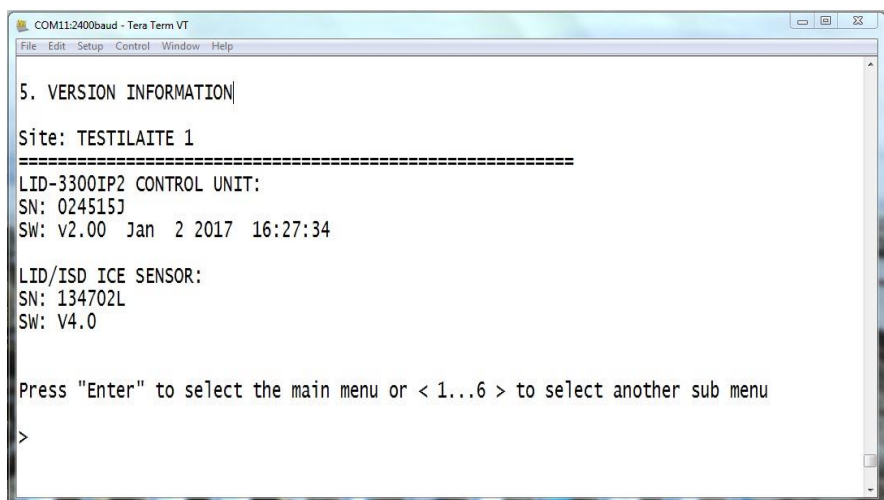 COM11:2400baud - Tera Term VT
File Edit Setup Control Window Help
5. VERSION INFORMATION
Site: TESTILAITE 1
=========================================================
LID-3300IP2 CONTROL UNIT:
SN: 024515J
SW: v2.00  Jan  2 2017  16:27:34
LID/ISD ICE SENSOR:
SN: 134702L
SW: V4.0
Press "Enter" to select the main menu or < 1...6 > to select another sub menu
>